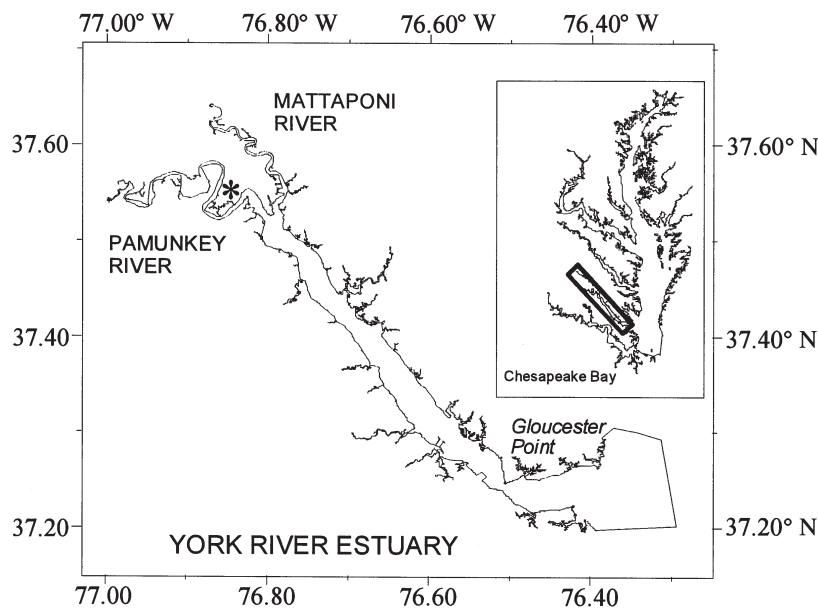 77.00° W 76.80° W 76.60° W 76.40° W
MATTAPONI
RIVER
37.60
37.60° N
*
PAMUNKEY
RIVER
37.40
37.40° N
Chesapeake Bay
Gloucester
Point
37.20
37.20° N
YORK RIVER ESTUARY
77.00 76.80 76.60 76.40